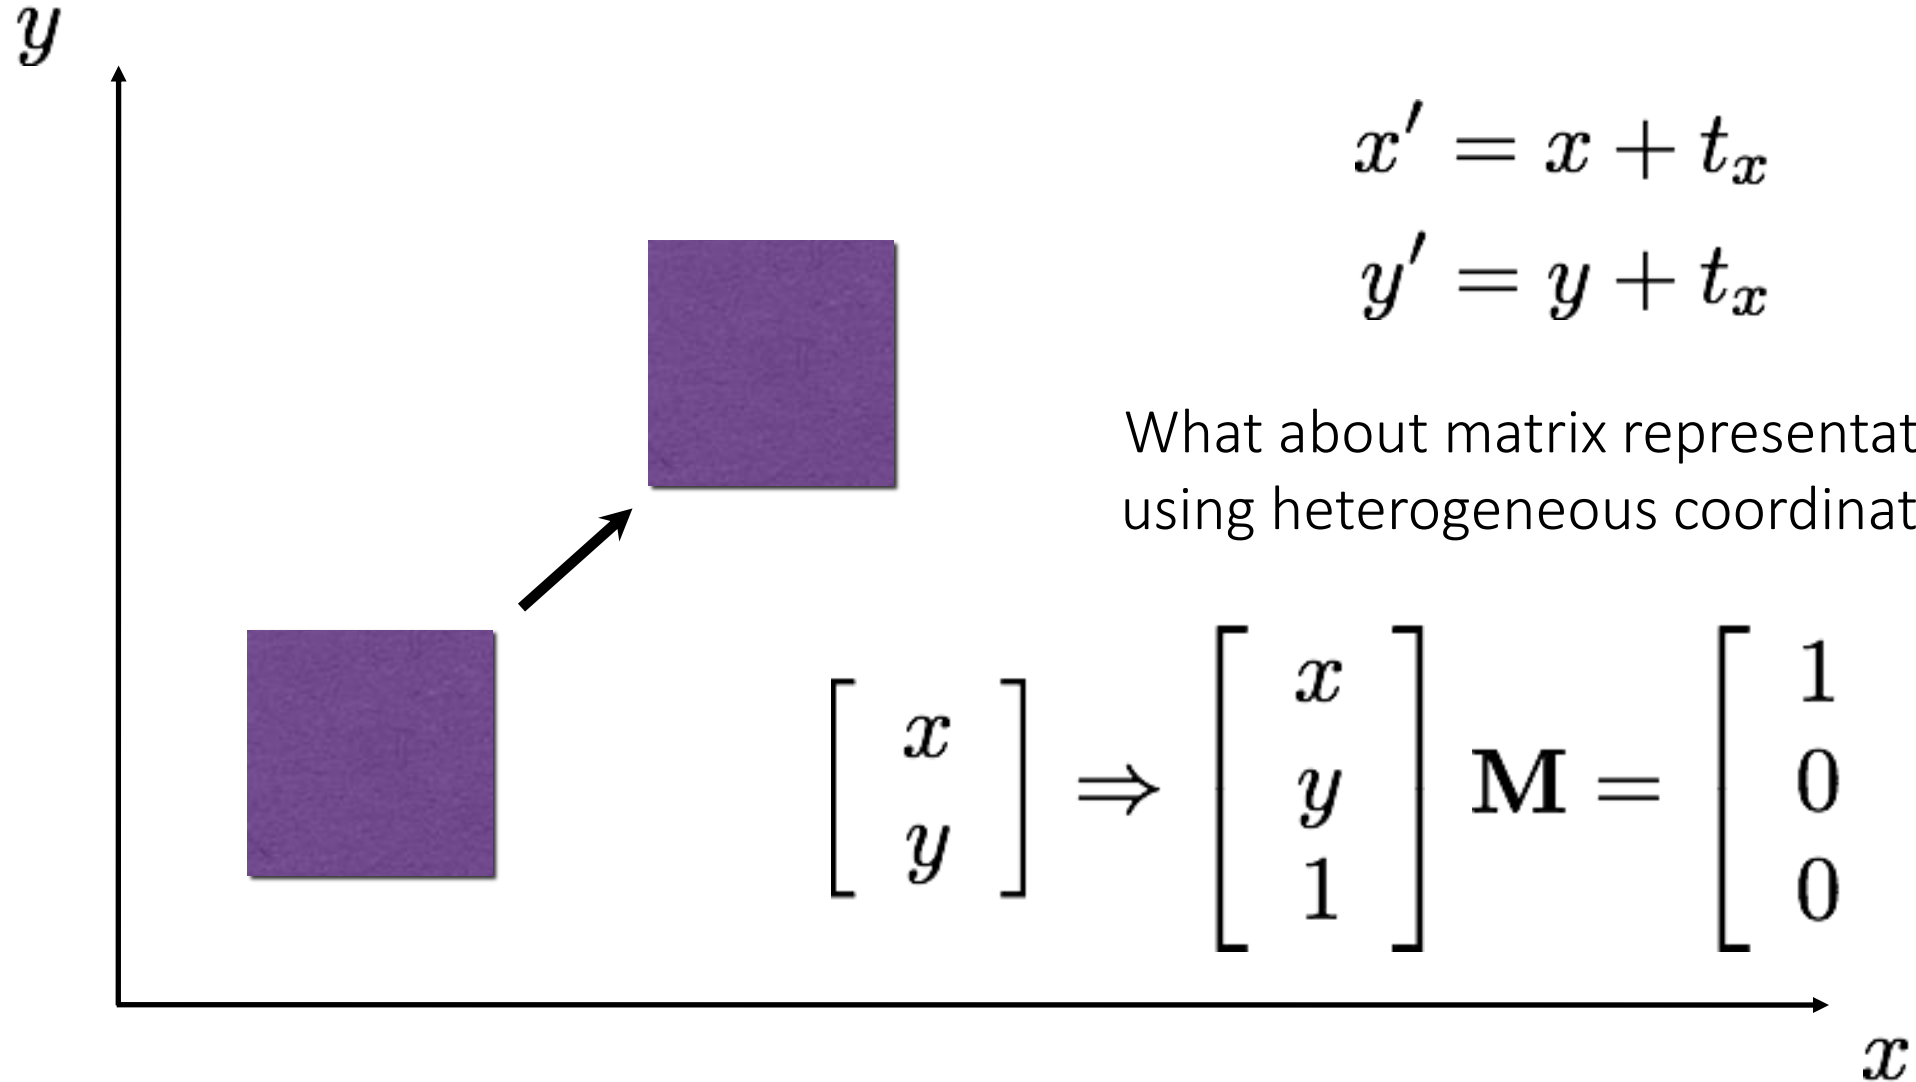 y
x′ = x + t_x
y′ = y + t_x
What about matrix representat
using heterogeneous coordinat
[ x y ] ⇒ [ x y 1 ] M = [ 1 0 0
x